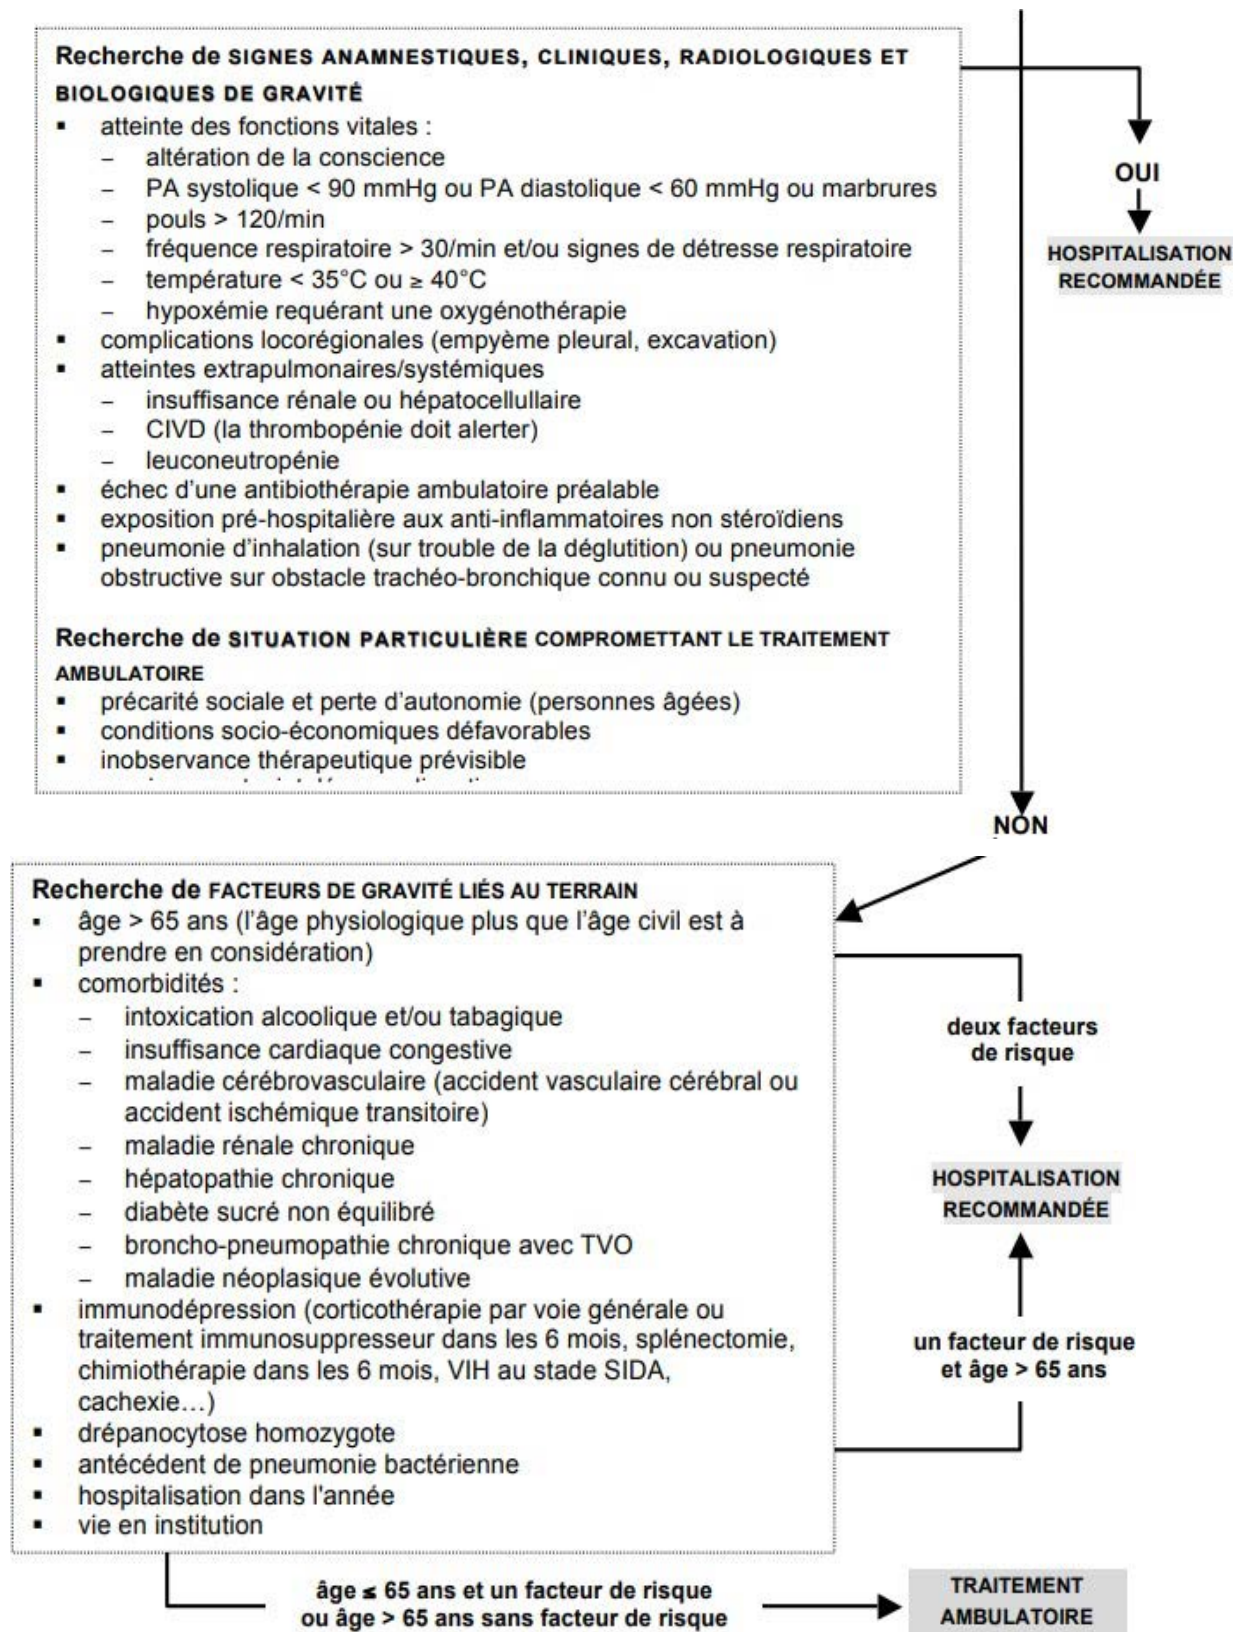 Recherche de SIGNES ANAMNESTIQUES, CLINIQUES, RADIOLOGIQUES ET
BIOLOGIQUES DE GRAVITÉ
▪ atteinte des fonctions vitales :
– altération de la conscience
– PA systolique < 90 mmHg ou PA diastolique < 60 mmHg ou marbrures
– pouls > 120/min
– fréquence respiratoire > 30/min et/ou signes de détresse respiratoire
– température < 35°C ou ≥ 40°C
– hypoxémie requérant une oxygénothérapie
▪ complications locorégionales (empyème pleural, excavation)
▪ atteintes extrapulmonaires/systémiques
– insuffisance rénale ou hépatocellullaire
– CIVD (la thrombopénie doit alerter)
– leuconeutropénie
▪ échec d'une antibiothérapie ambulatoire préalable
▪ exposition pré-hospitalière aux anti-inflammatoires non stéroïdiens
▪ pneumonie d'inhalation (sur trouble de la déglutition) ou pneumonie
obstructive sur obstacle trachéo-bronchique connu ou suspecté
Recherche de SITUATION PARTICULIÈRE COMPROMETTANT LE TRAITEMENT
AMBULATOIRE
▪ précarité sociale et perte d'autonomie (personnes âgées)
▪ conditions socio-économiques défavorables
▪ inobservance thérapeutique prévisible
OUI
HOSPITALISATION
RECOMMANDÉE
NON
Recherche de FACTEURS DE GRAVITÉ LIÉS AU TERRAIN
▪ âge > 65 ans (l'âge physiologique plus que l'âge civil est à
prendre en considération)
▪ comorbidités :
– intoxication alcoolique et/ou tabagique
– insuffisance cardiaque congestive
– maladie cérébrovasculaire (accident vasculaire cérébral ou
accident ischémique transitoire)
– maladie rénale chronique
– hépatopathie chronique
– diabète sucré non équilibré
– broncho-pneumopathie chronique avec TVO
– maladie néoplasique évolutive
▪ immunodépression (corticothérapie par voie générale ou
traitement immunosuppresseur dans les 6 mois, splénectomie,
chimiothérapie dans les 6 mois, VIH au stade SIDA,
cachexie…)
▪ drépanocytose homozygote
▪ antécédent de pneumonie bactérienne
▪ hospitalisation dans l'année
▪ vie en institution
deux facteurs
de risque
HOSPITALISATION
RECOMMANDÉE
un facteur de risque
et âge > 65 ans
âge ≤ 65 ans et un facteur de risque
ou âge > 65 ans sans facteur de risque
TRAITEMENT
AMBULATOIRE